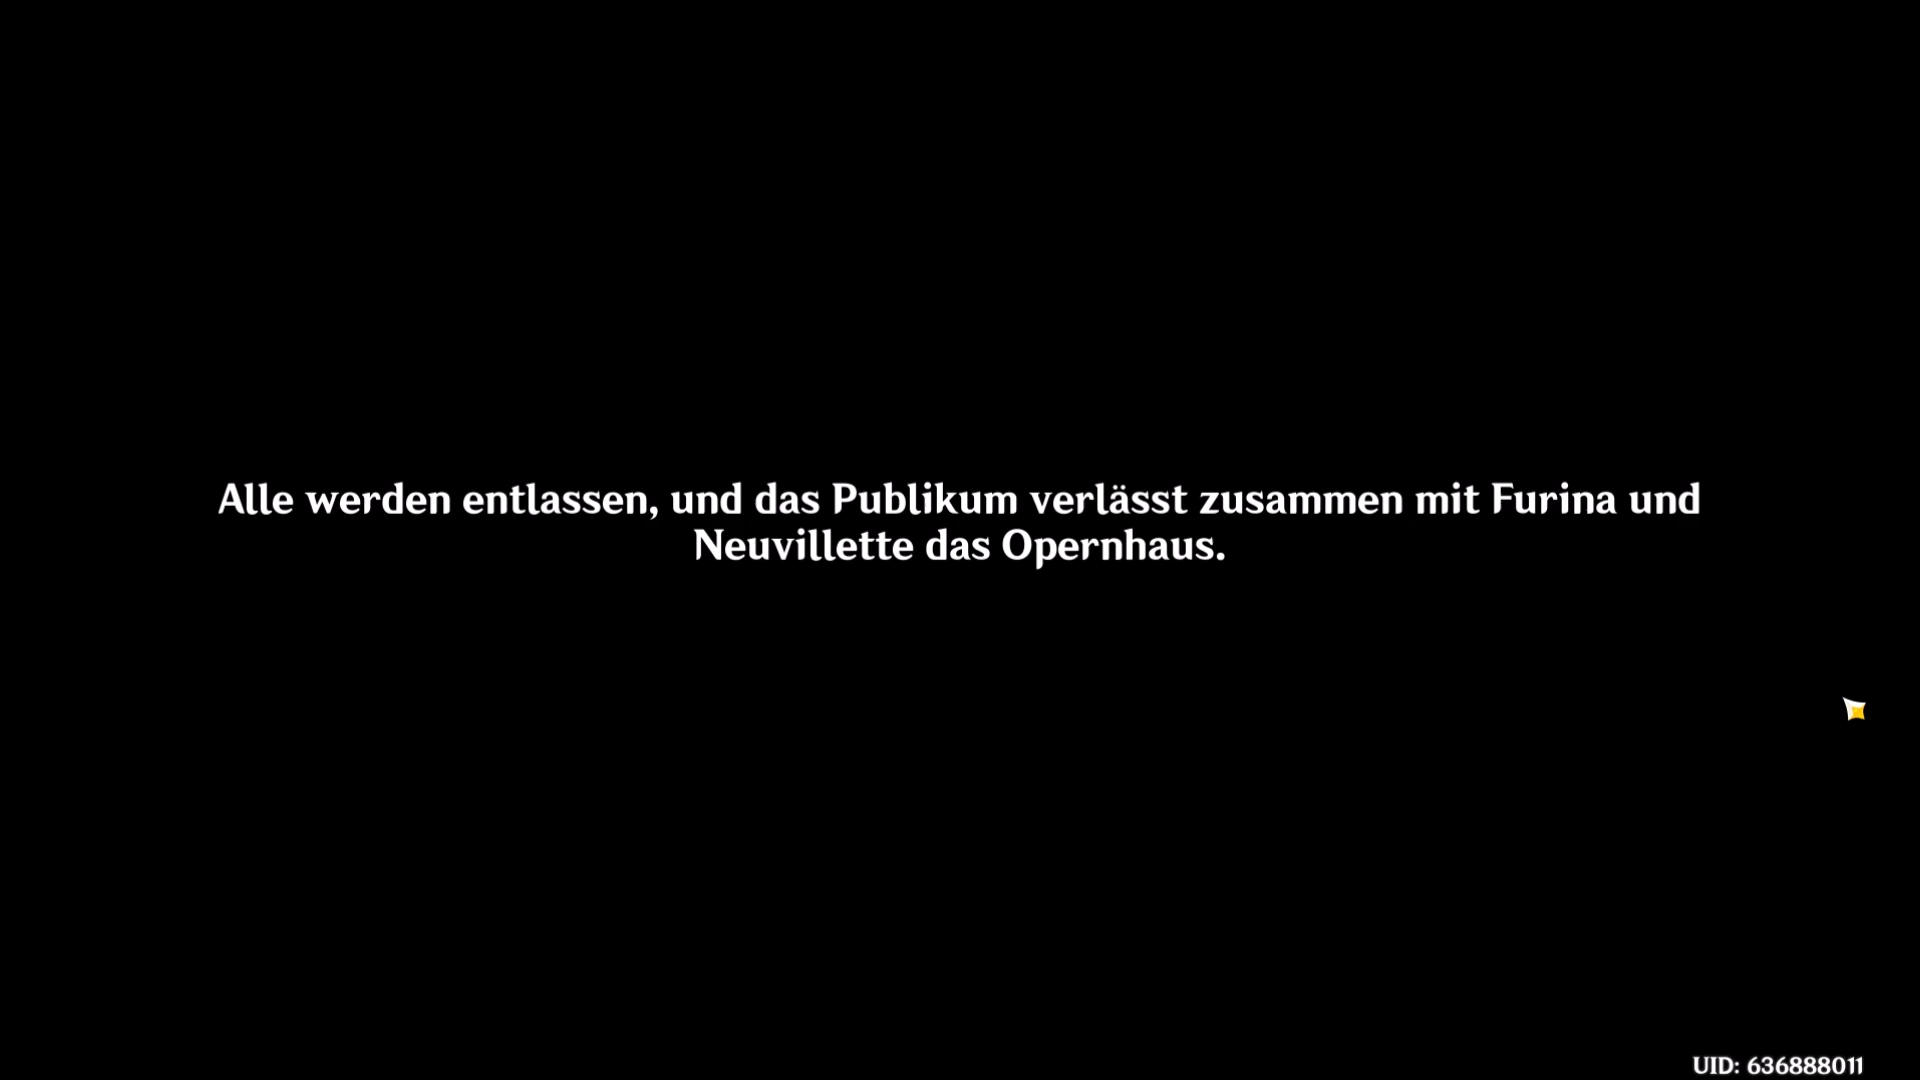 Alle werden entlassen, und das Publikum verlässt zusammen mit Furina und
Neuvillette das Opernhaus.
UID: 636888011